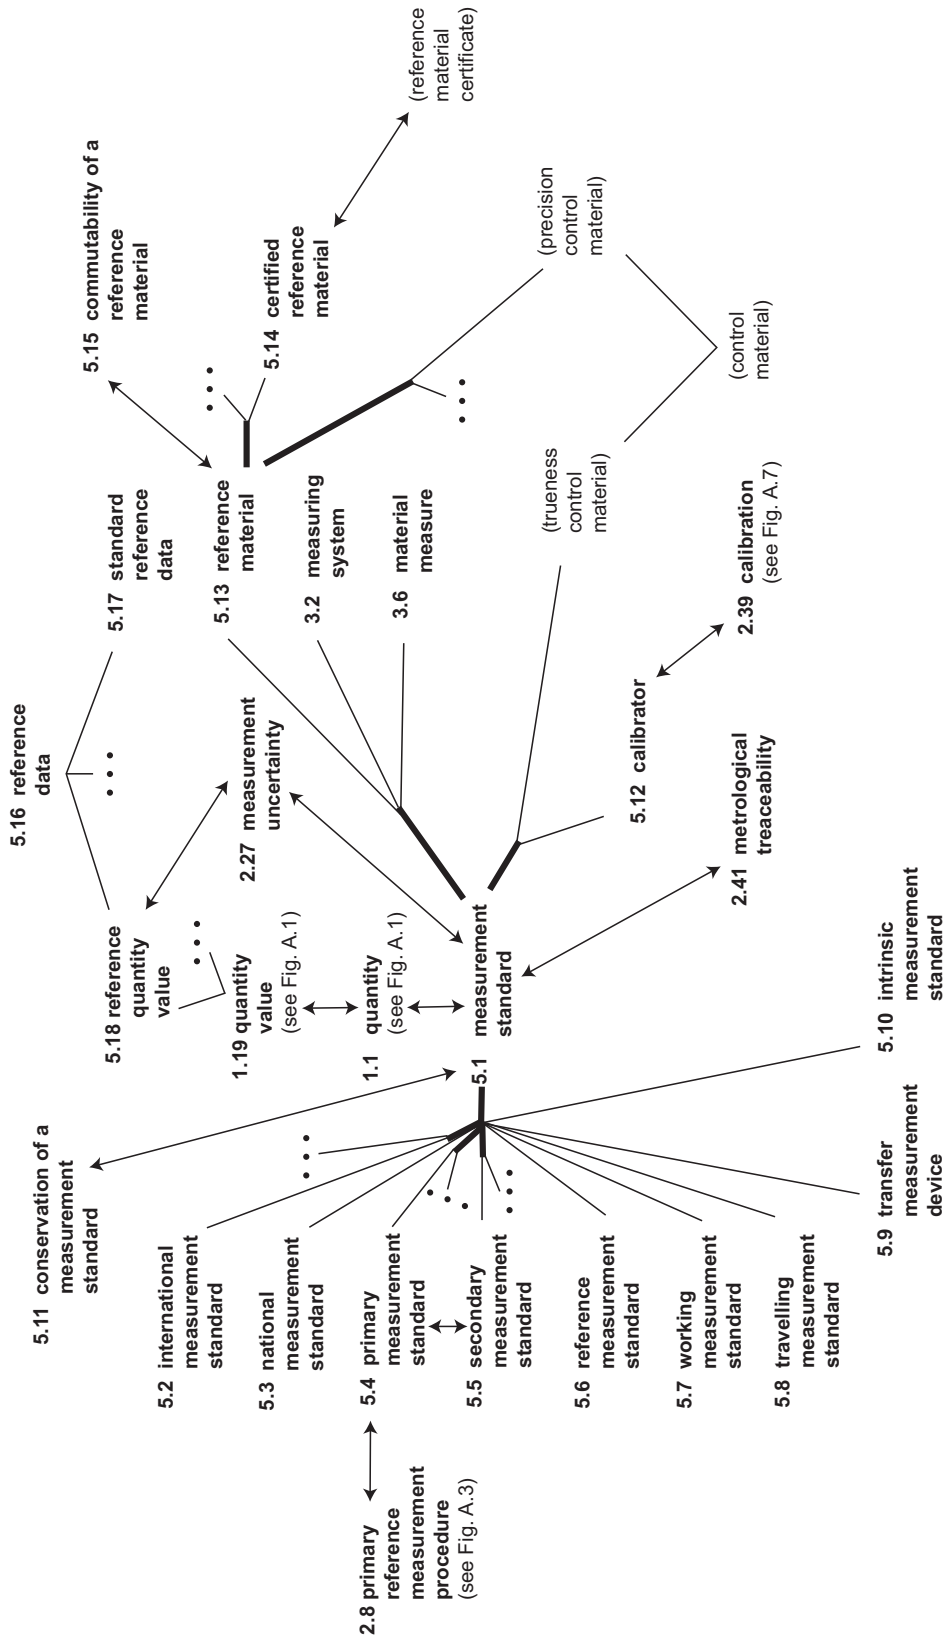 5.16 reference
data
5.18 reference
quantity
value
5.17 standard
reference
data
5.15 commutability of a
reference
material
5.11 conservation of a
measurement
standard
1.19 quantity
value
(see Fig. A.1)
2.27 measurement
uncertainty
5.13 reference
material
5.14 certified
reference
material
(reference
material
certificate)
5.2 international
measurement
standard
5.3 national
measurement
standard
1.1 quantity
(see Fig. A.1)
3.2 measuring
system
3.6 material
measure
2.8 primary
reference
measurement
procedure
(see Fig. A.3)
5.4 primary
measurement
standard
5.5 secondary
measurement
standard
5.1 measurement
standard
(trueness
control
material)
(precision
control
material)
5.6 reference
measurement
standard
5.12 calibrator
(control
material)
5.7 working
measurement
standard
2.41 metrological
treaceability
2.39 calibration
(see Fig. A.7)
5.8 travelling
measurement
standard
5.9 transfer
measurement
device
5.10 intrinsic
measurement
standard